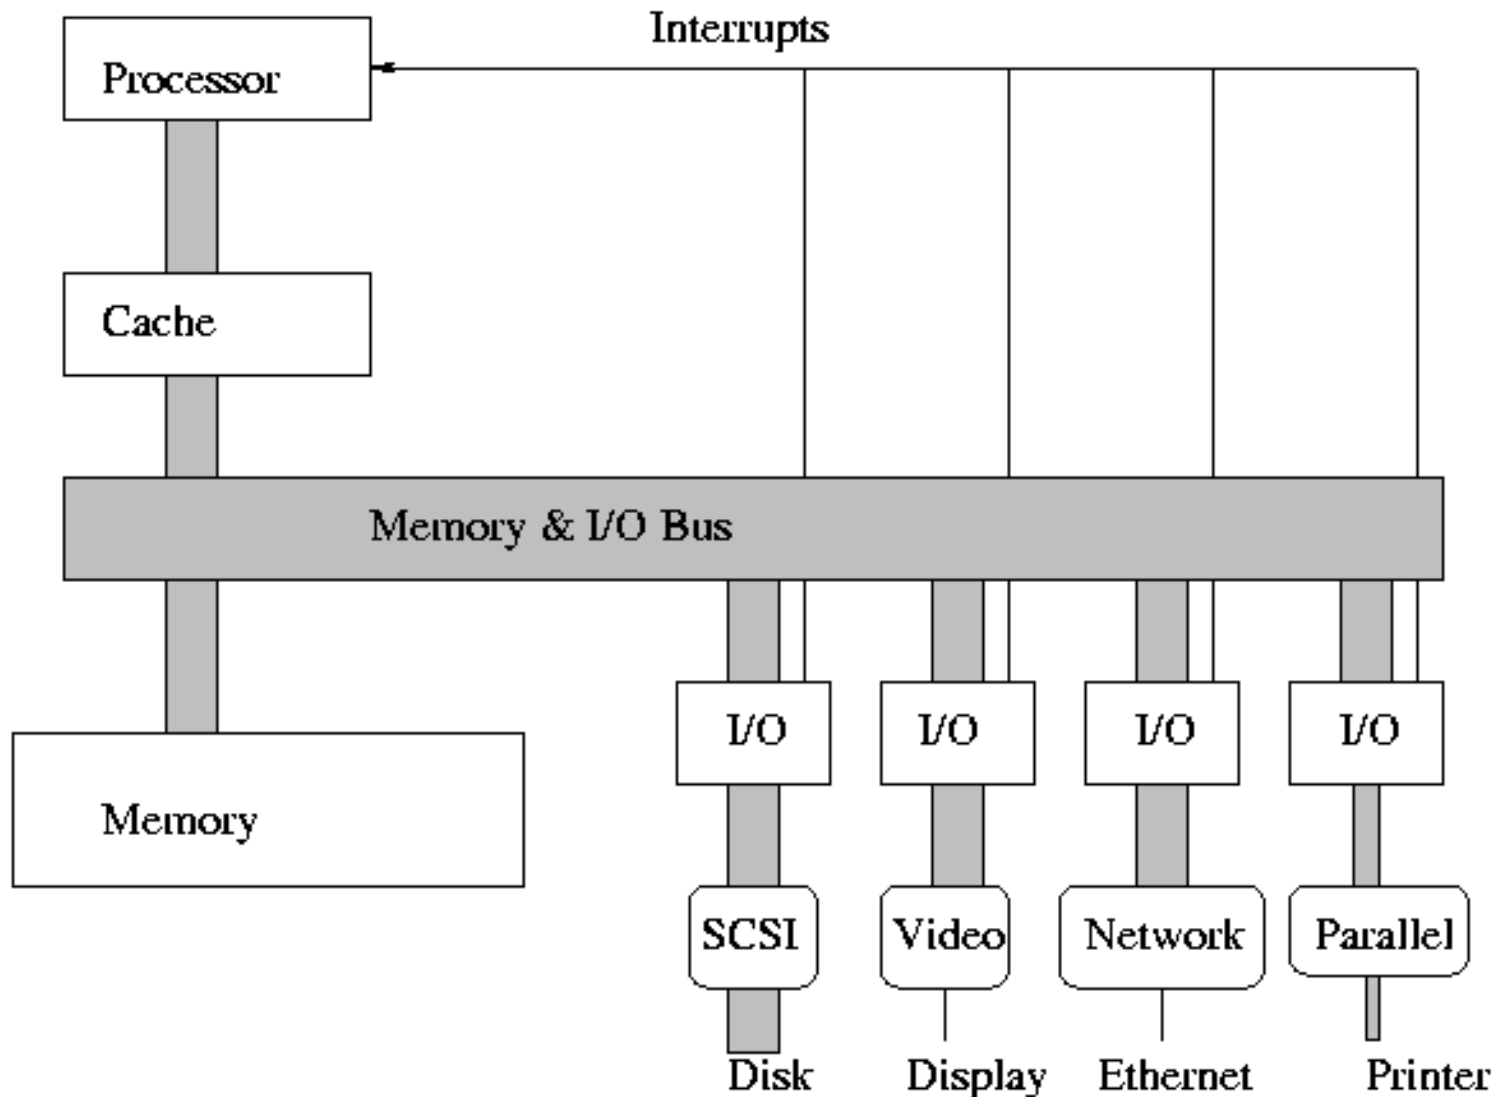 Interrupts
Processor
Cache
Memory & I/O Bus
I/O I/O I/O I/O
Memory
SCSI Video Network Parallel
Disk Display Ethernet Printer